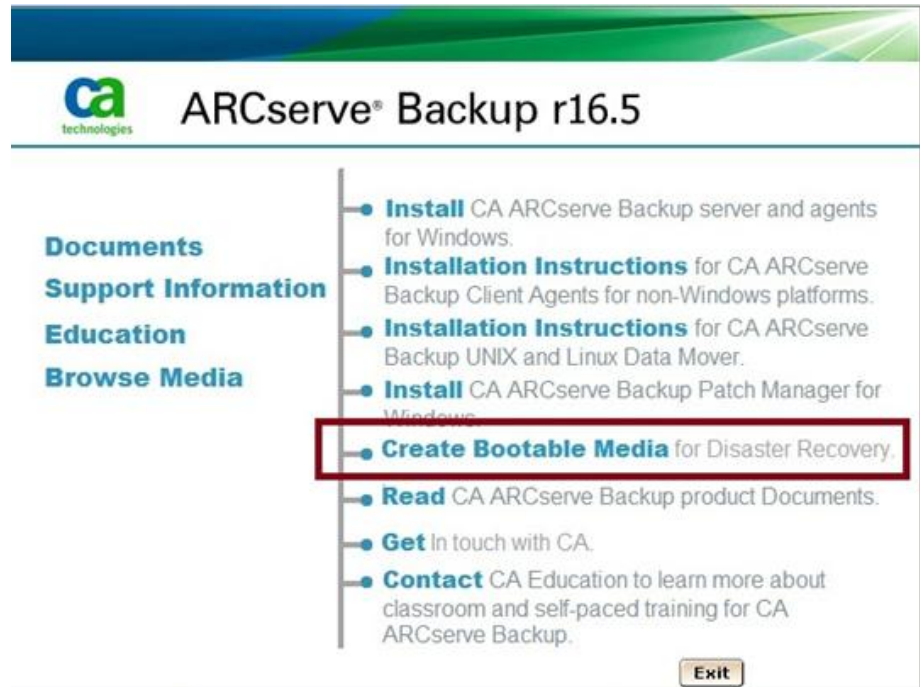 ca
technologies
ARCserve® Backup r16.5
Documents
Support Information
Education
Browse Media
Install CA ARCserve Backup server and agents
for Windows.
Installation Instructions for CA ARCserve
Backup Client Agents for non-Windows platforms.
Installation Instructions for CA ARCserve
Backup UNIX and Linux Data Mover.
Install CA ARCserve Backup Patch Manager for
Windows.
Create Bootable Media for Disaster Recovery.
Read CA ARCserve Backup product Documents.
Get In touch with CA.
Contact CA Education to learn more about
classroom and self-paced training for CA
ARCserve Backup.
Exit